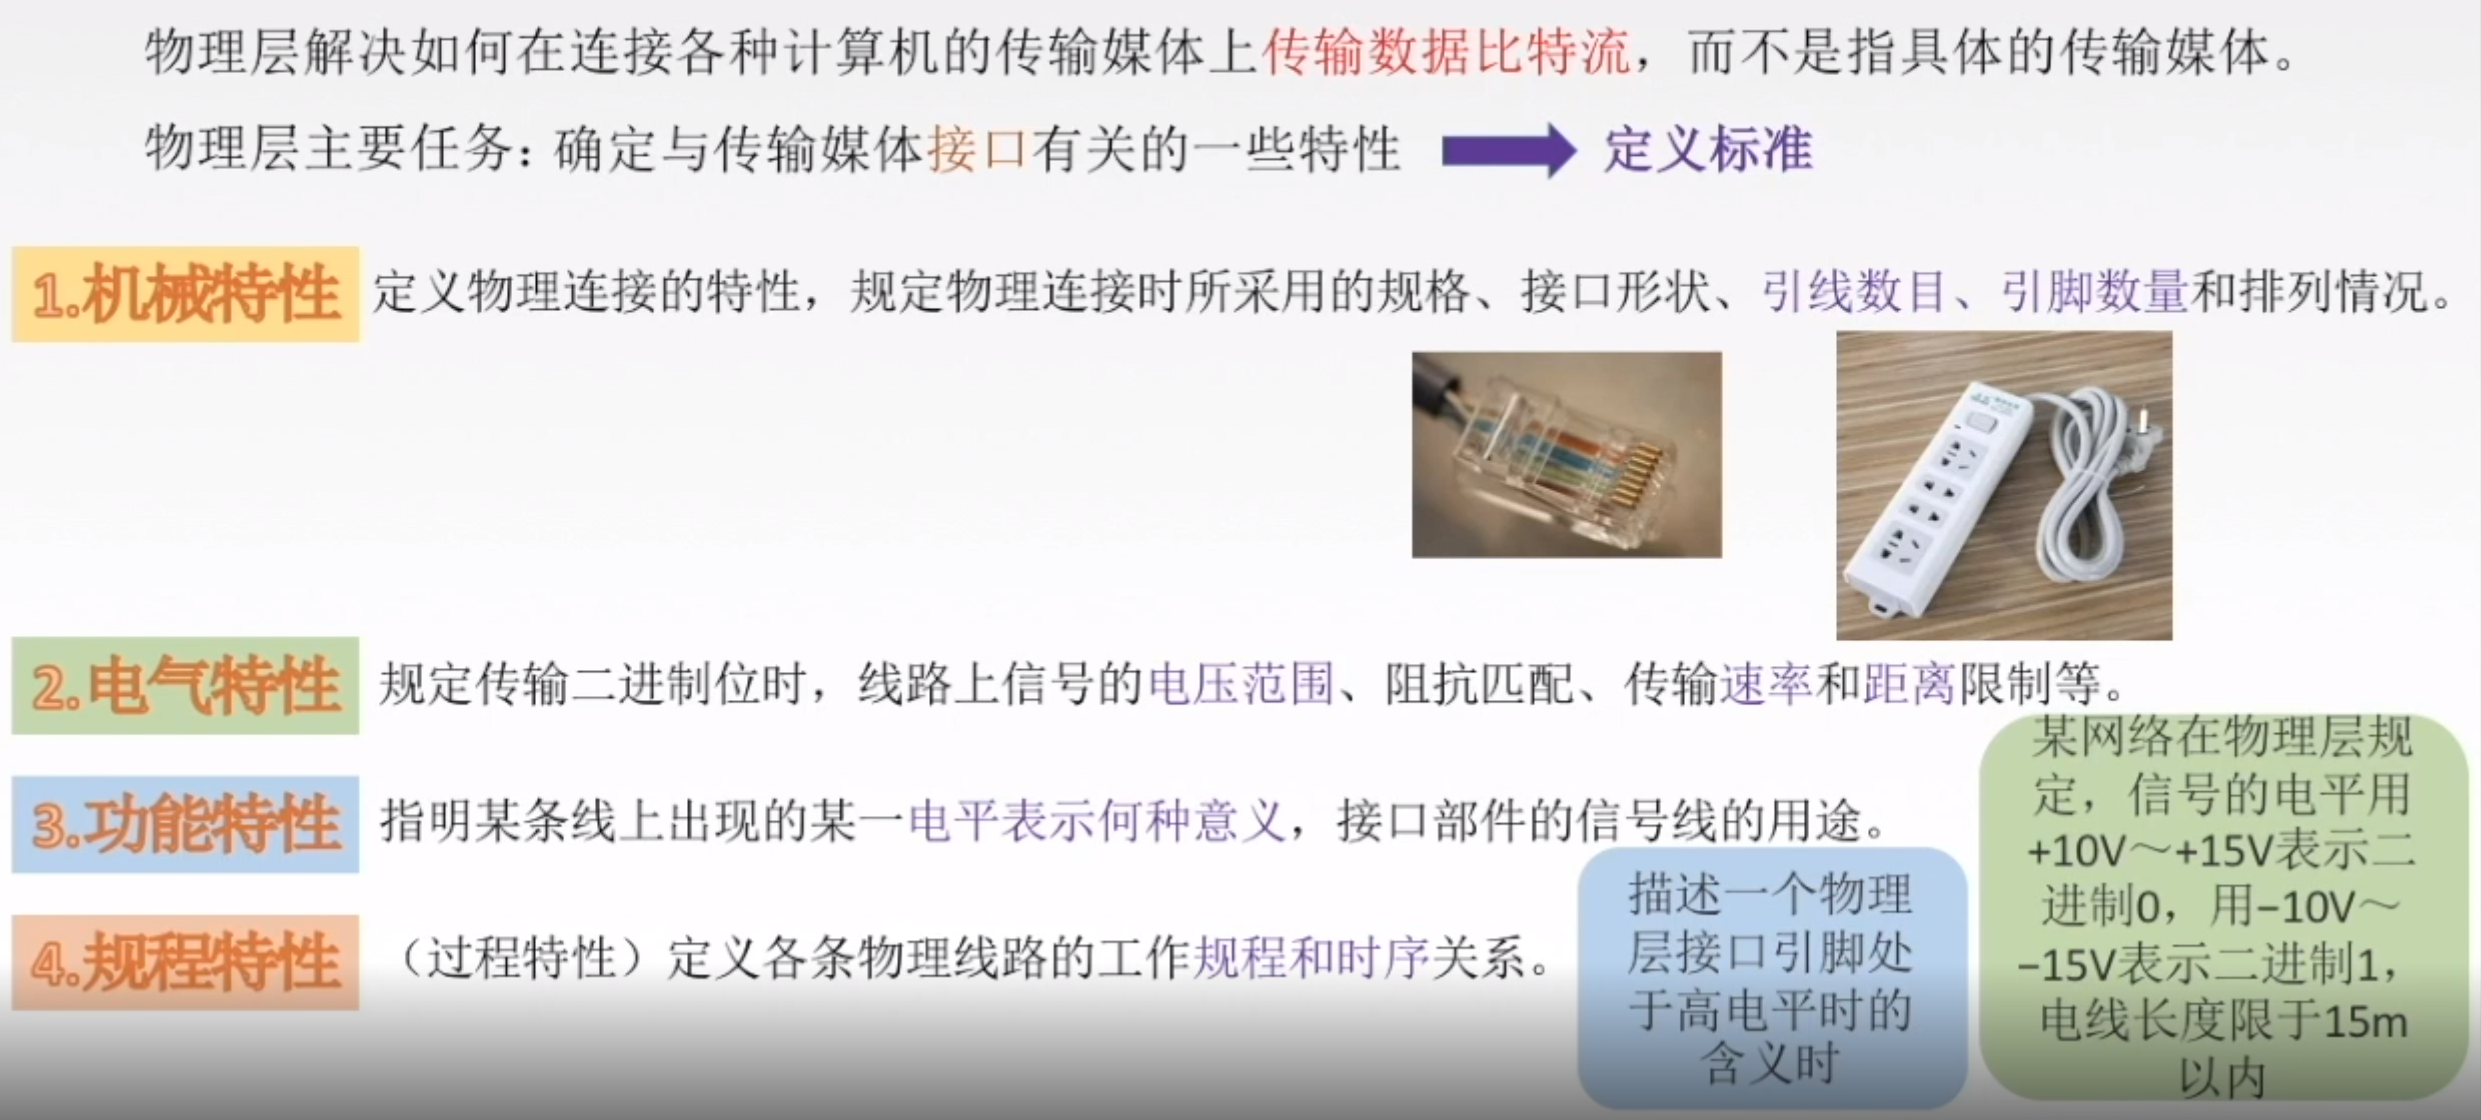 物理层解决如何在连接各种计算机的传输媒体上传输数据比特流，而不是指具体的传输媒体。
物理层主要任务：确定与传输媒体接口有关的一些特性 定义标准
1.机械特性 定义物理连接的特性，规定物理连接时所采用的规格、接口形状、引线数目、引脚数量和排列情况。
2.电气特性 规定传输二进制位时，线路上信号的电压范围、阻抗匹配、传输速率和距离限制等。
3.功能特性 指明某条线上出现的某一电平表示何种意义，接口部件的信号线的用途。
4.规程特性 （过程特性）定义各条物理线路的工作规程和时序关系。
描述一个物理
层接口引脚处
于高电平时的
含义时
某网络在物理层规
定，信号的电平用
+10V～+15V表示二
进制0，用−10V～
−15V表示二进制1，
电线长度限于15m
以内